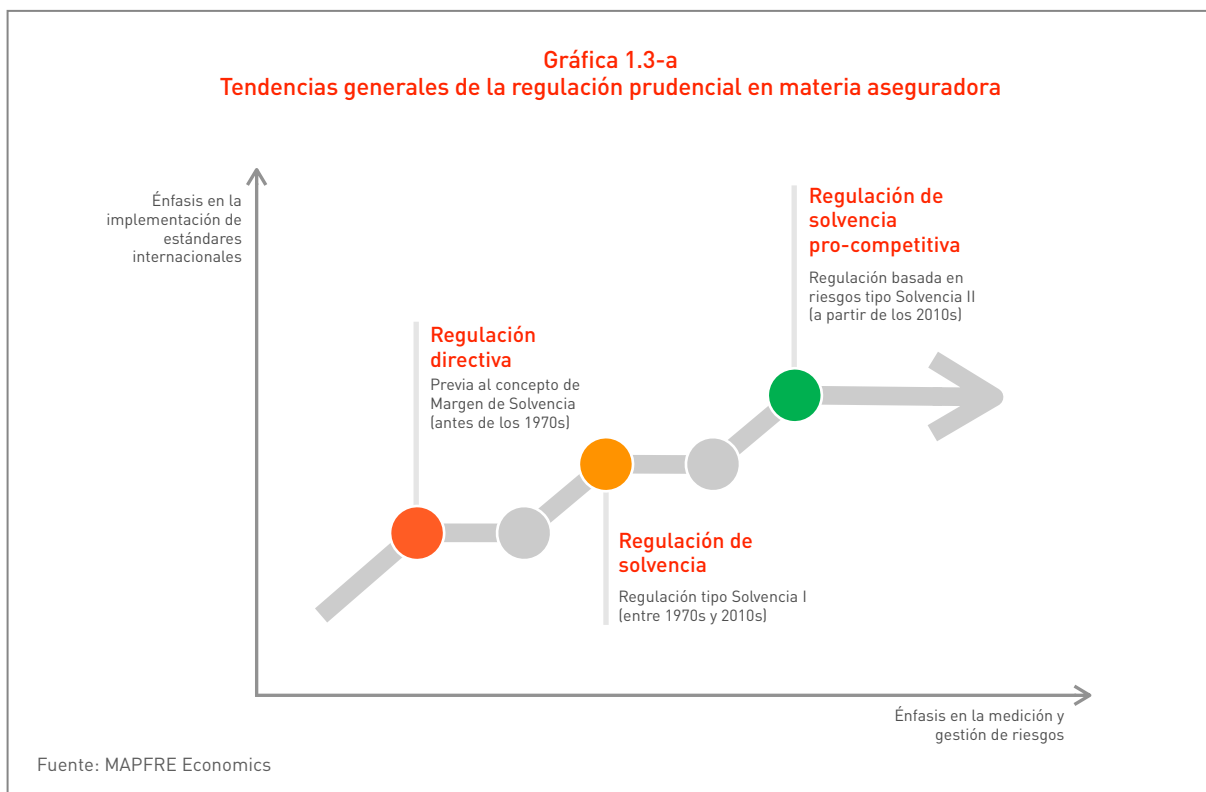 Gráfica 1.3-a
Tendencias generales de la regulación prudencial en materia aseguradora
Énfasis en la
implementación de
estándares
internacionales
Regulación de
solvencia
pro-competitiva
Regulación basada en
riesgos tipo Solvencia II
(a partir de los 2010s)
Regulación
directiva
Previa al concepto de
Margen de Solvencia
(antes de los 1970s)
Regulación de
solvencia
Regulación tipo Solvencia I
(entre 1970s y 2010s)
Énfasis en la medición y
gestión de riesgos
Fuente: MAPFRE Economics